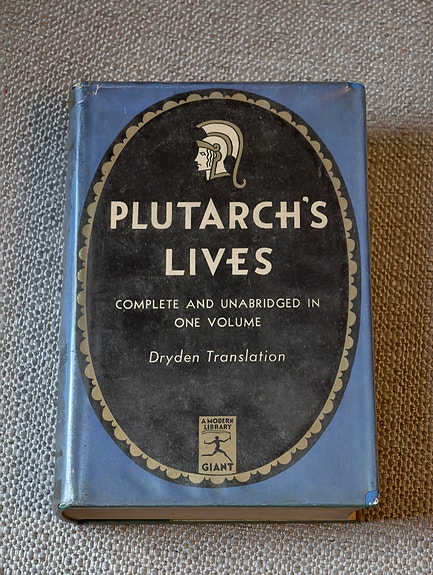 PLUTARCH'S
LIVES
COMPLETE AND UNABRIDGED IN
ONE VOLUME
Dryden Translation
A MODERN
LIBRARY
GIANT